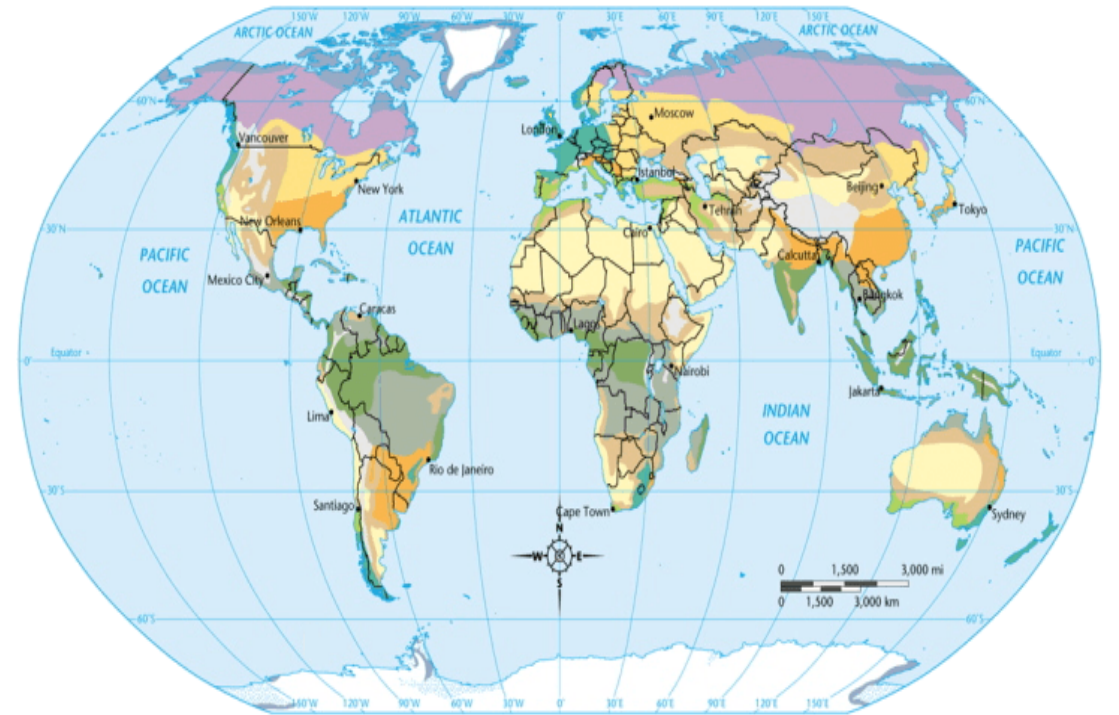 150°W 120°W 90°W 60°W 30°W 0° 30°E 60°E 90°E 120°E 150°E
ARCTIC OCEAN
ARCTIC OCEAN
60°N
60°N
Moscow
London
Vancouver
Istanbul
Beijing
New York
Tehran
Tokyo
ATLANTIC
OCEAN
New Orleans
30°N
30°N
Cairo
PACIFIC
OCEAN
PACIFIC
OCEAN
Calcutta
Mexico City
Bangkok
Caracas
Lagos
Equator
Equator
0°
0°
Nairobi
Jakarta
INDIAN
OCEAN
Lima
Rio de Janeiro
30°S
30°S
Santiago
Cape Town
Sydney
N
W
E
S
0 1,500 3,000 mi
0 1,500 3,000 km
60°S
60°S
150°W 120°W 90°W 60°W 30°W 0° 30°E 60°E 90°E 120°E 150°E